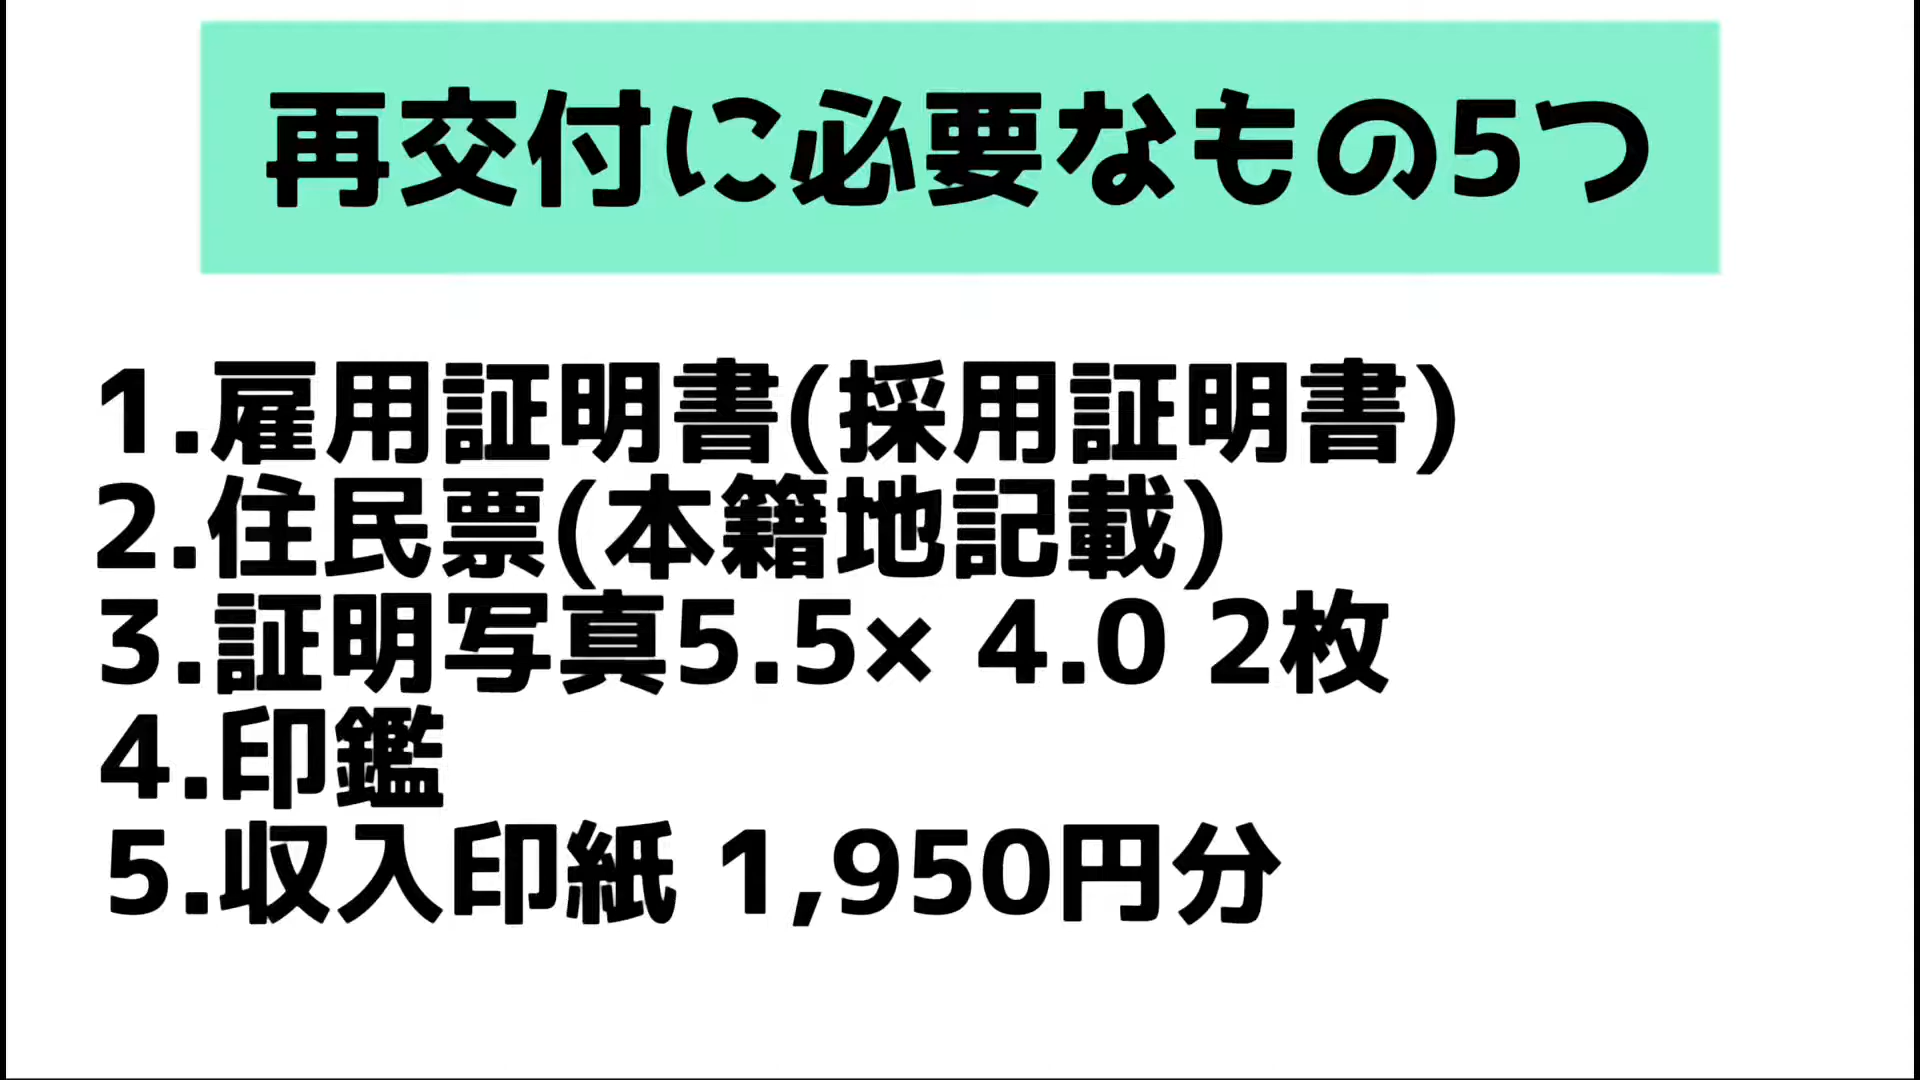 再交付に必要なもの5つ
1.雇用証明書(採用証明書)
2.住民票(本籍地記載)
3.証明写真5.5× 4.0 2枚
4.印鑑
5.収入印紙 1,950円分